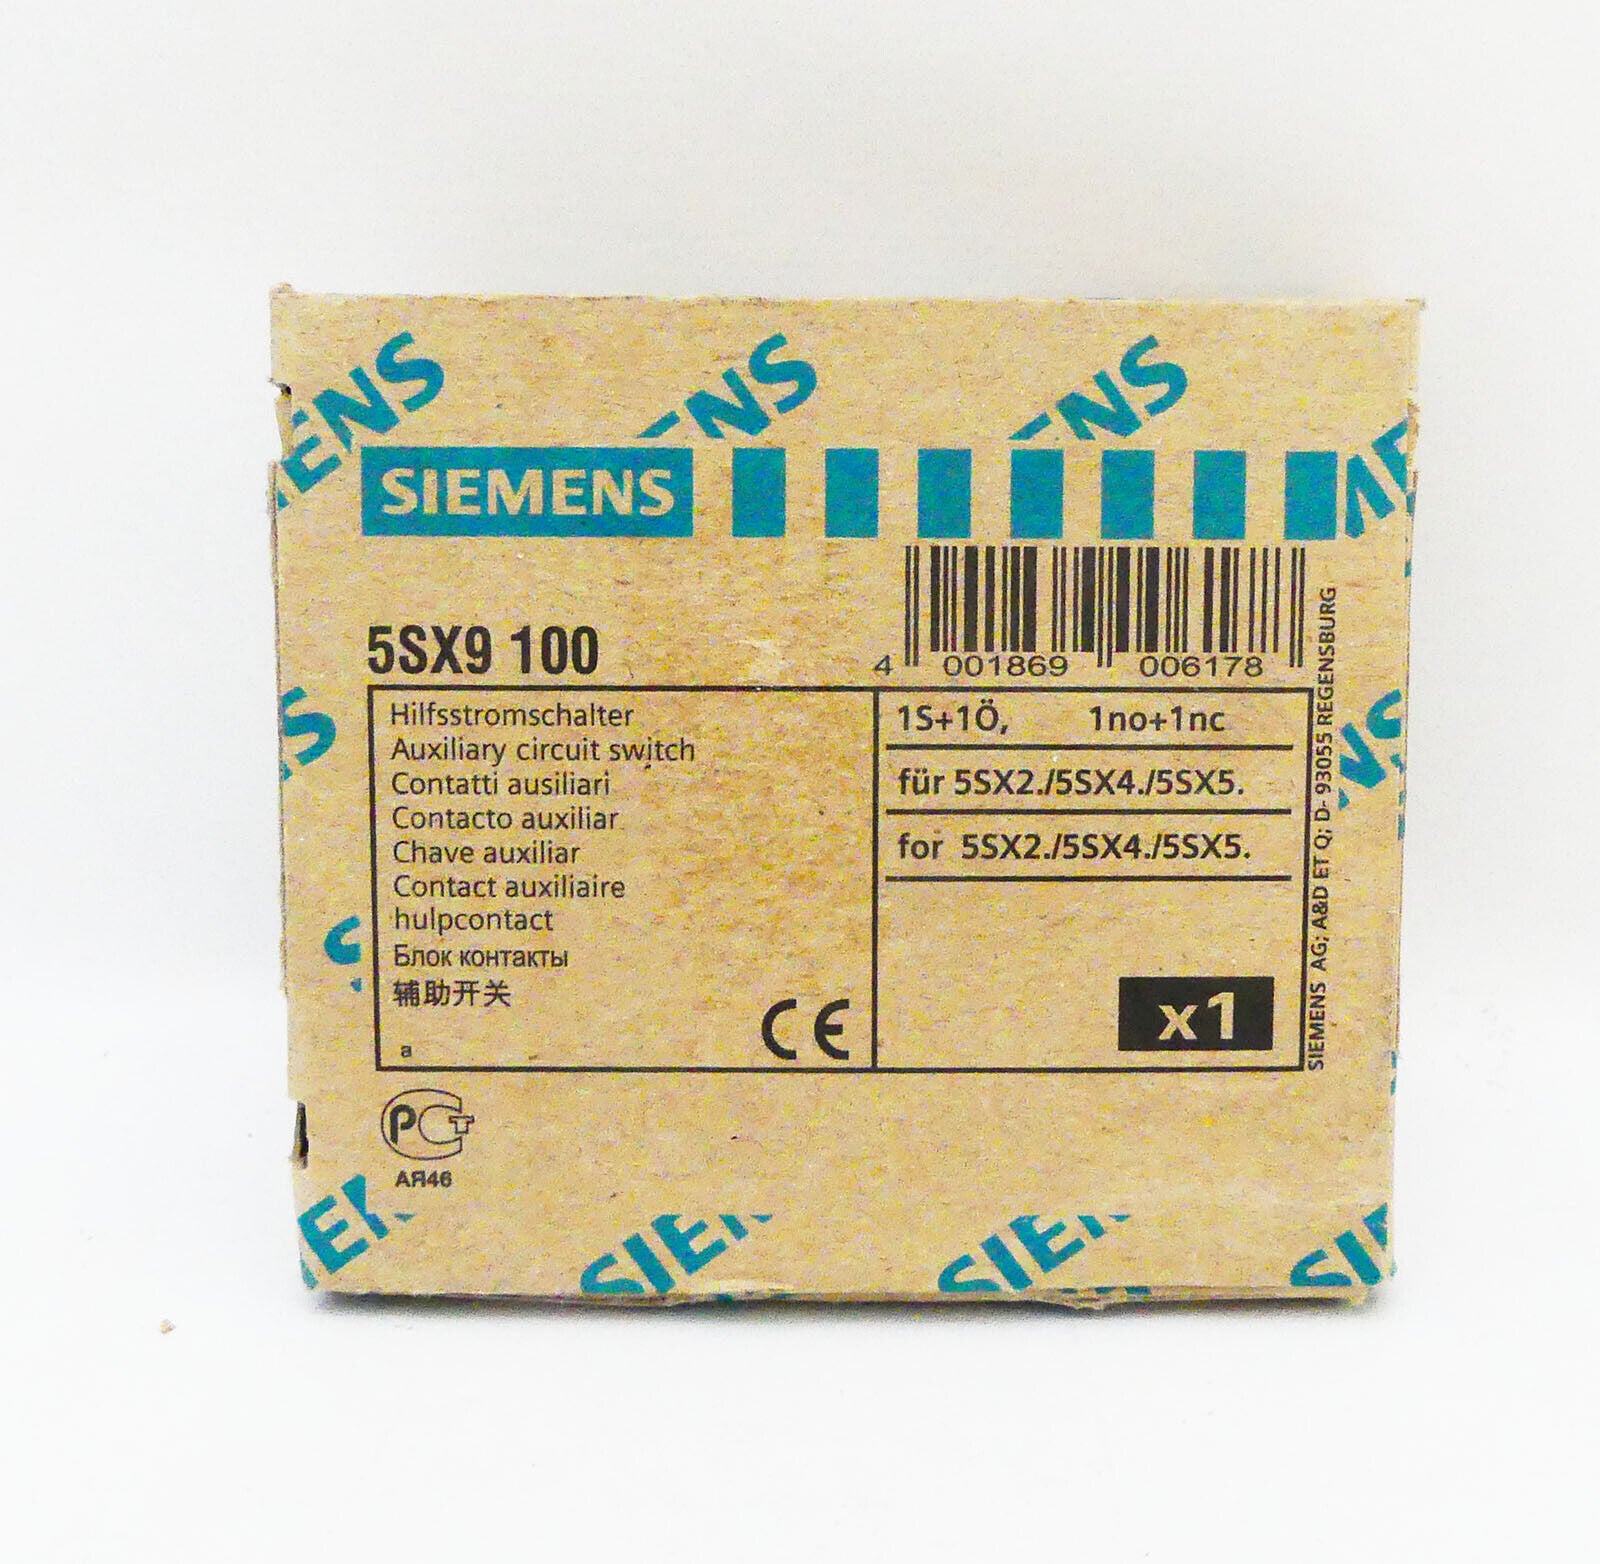 SIEMENS
5SX9 100
4 001869 006178
Hilfsstromschalter
Auxiliary circuit switch
Contatti ausiliari
Contacto auxiliar
Chave auxiliar
Contact auxiliaire
hulpcontact
Блок контакты
辅助开关
a
CE
1S+1Ö, 1no+1nc
für 5SX2./5SX4./5SX5.
for 5SX2./5SX4./5SX5.
x1
SIEMENS AG; A&D ET Q; D- 93055 REGENSBURG
РСТ
АЯ46